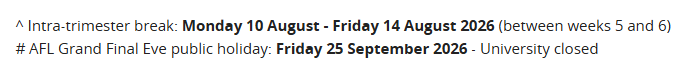 ^ Intra-trimester break: Monday 10 August - Friday 14 August 2026 (between weeks 5 and 6)
# AFL Grand Final Eve public holiday: Friday 25 September 2026 - University closed